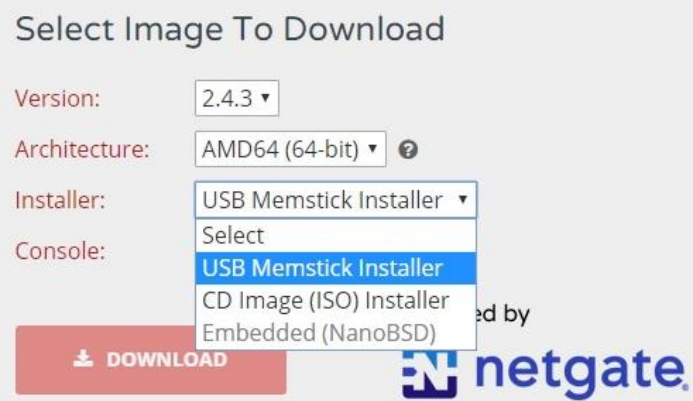 Select Image To Download
Version: 2.4.3
Architecture: AMD64 (64-bit) ?
Installer: USB Memstick Installer
Select
Console:
USB Memstick Installer
CD Image (ISO) Installer
ed by
Embedded (NanoBSD)
DOWNLOAD
N netgate